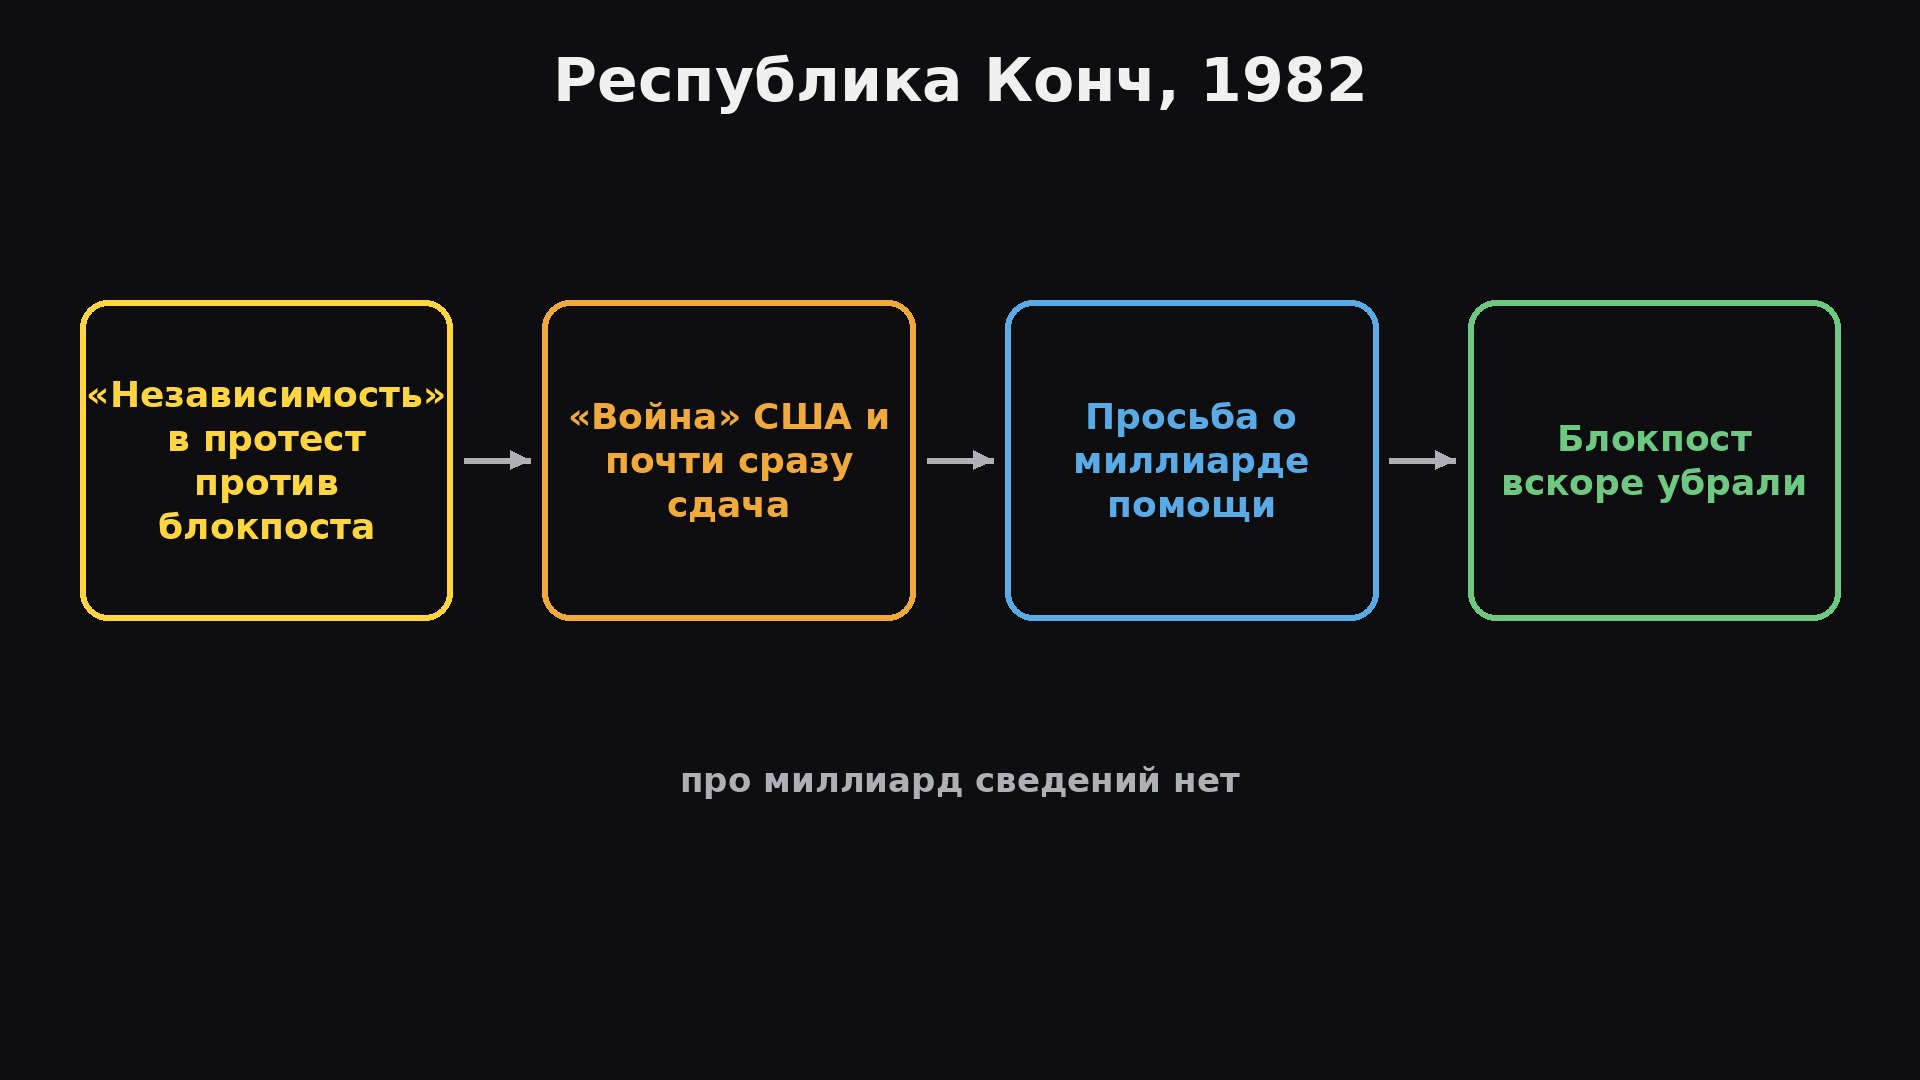 Республика Конч, 1982
«Независимость»
в протест
против
блокпоста
«Война» США и
почти сразу
сдача
Просьба о
миллиарде
помощи
Блокпост
вскоре убрали
про миллиард сведений нет